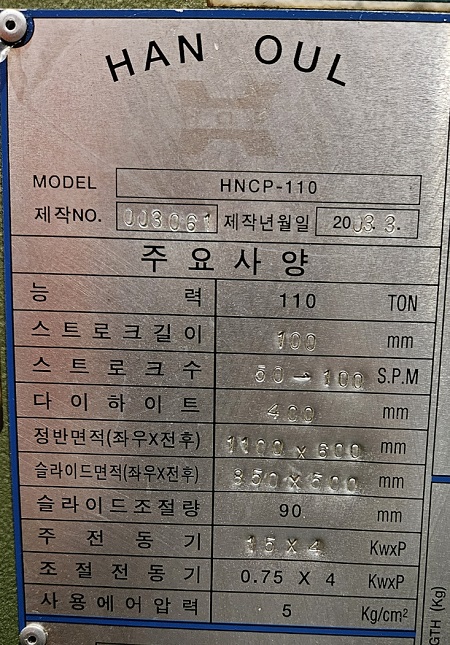 HAN OUL
MODEL HNCP-110
제작NO. 003061 제작년월일 2003.3.
주요사양
능력 110 TON
스트로크길이 100 mm
스트로크수 50 → 100 S.P.M
다이하이트 400 mm
정반면적(좌우X전후) 1100 x 600 mm
슬라이드면적(좌우X전후) 850 x 500 mm
슬라이드조절량 90 mm
주전동기 15 X 4 KwxP
조절전동기 0.75 X 4 KwxP
사용에어압력 5 Kg/cm²
GTH (Kg)